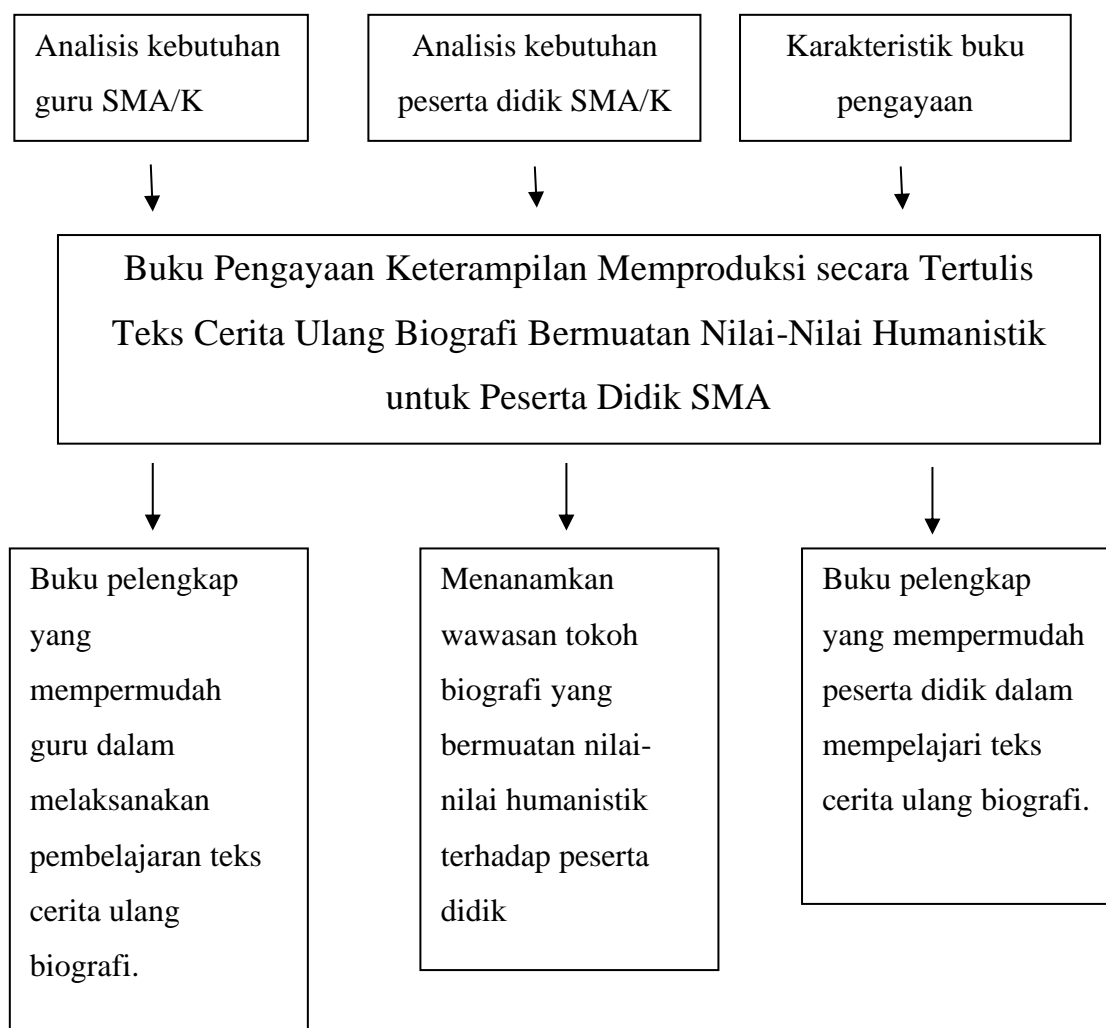 Analisis kebutuhan
guru SMA/K
Analisis kebutuhan
peserta didik SMA/K
Karakteristik buku
pengayaan
Buku Pengayaan Keterampilan Memproduksi secara Tertulis
Teks Cerita Ulang Biografi Bermuatan Nilai-Nilai Humanistik
untuk Peserta Didik SMA
Buku pelengkap
yang
mempermudah
guru dalam
melaksanakan
pembelajaran teks
cerita ulang
biografi.
Menanamkan
wawasan tokoh
biografi yang
bermuatan nilai-
nilai humanistik
terhadap peserta
didik
Buku pelengkap
yang mempermudah
peserta didik dalam
mempelajari teks
cerita ulang biografi.